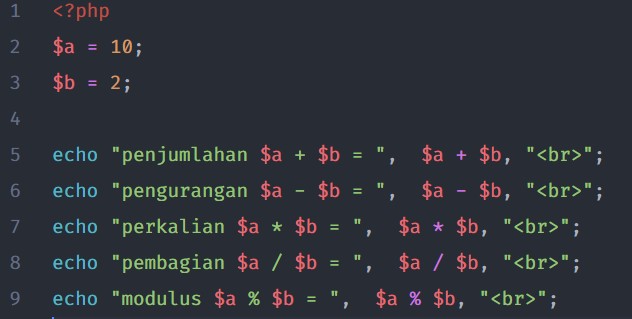 1 <?php
2 $a = 10;
3 $b = 2;
4
5 echo "penjumlahan $a + $b = ",  $a + $b, "<br>";
6 echo "pengurangan $a - $b = ",  $a - $b, "<br>";
7 echo "perkalian $a * $b = ",  $a * $b, "<br>";
8 echo "pembagian $a / $b = ",  $a / $b, "<br>";
9 echo "modulus $a % $b = ",  $a % $b, "<br>";